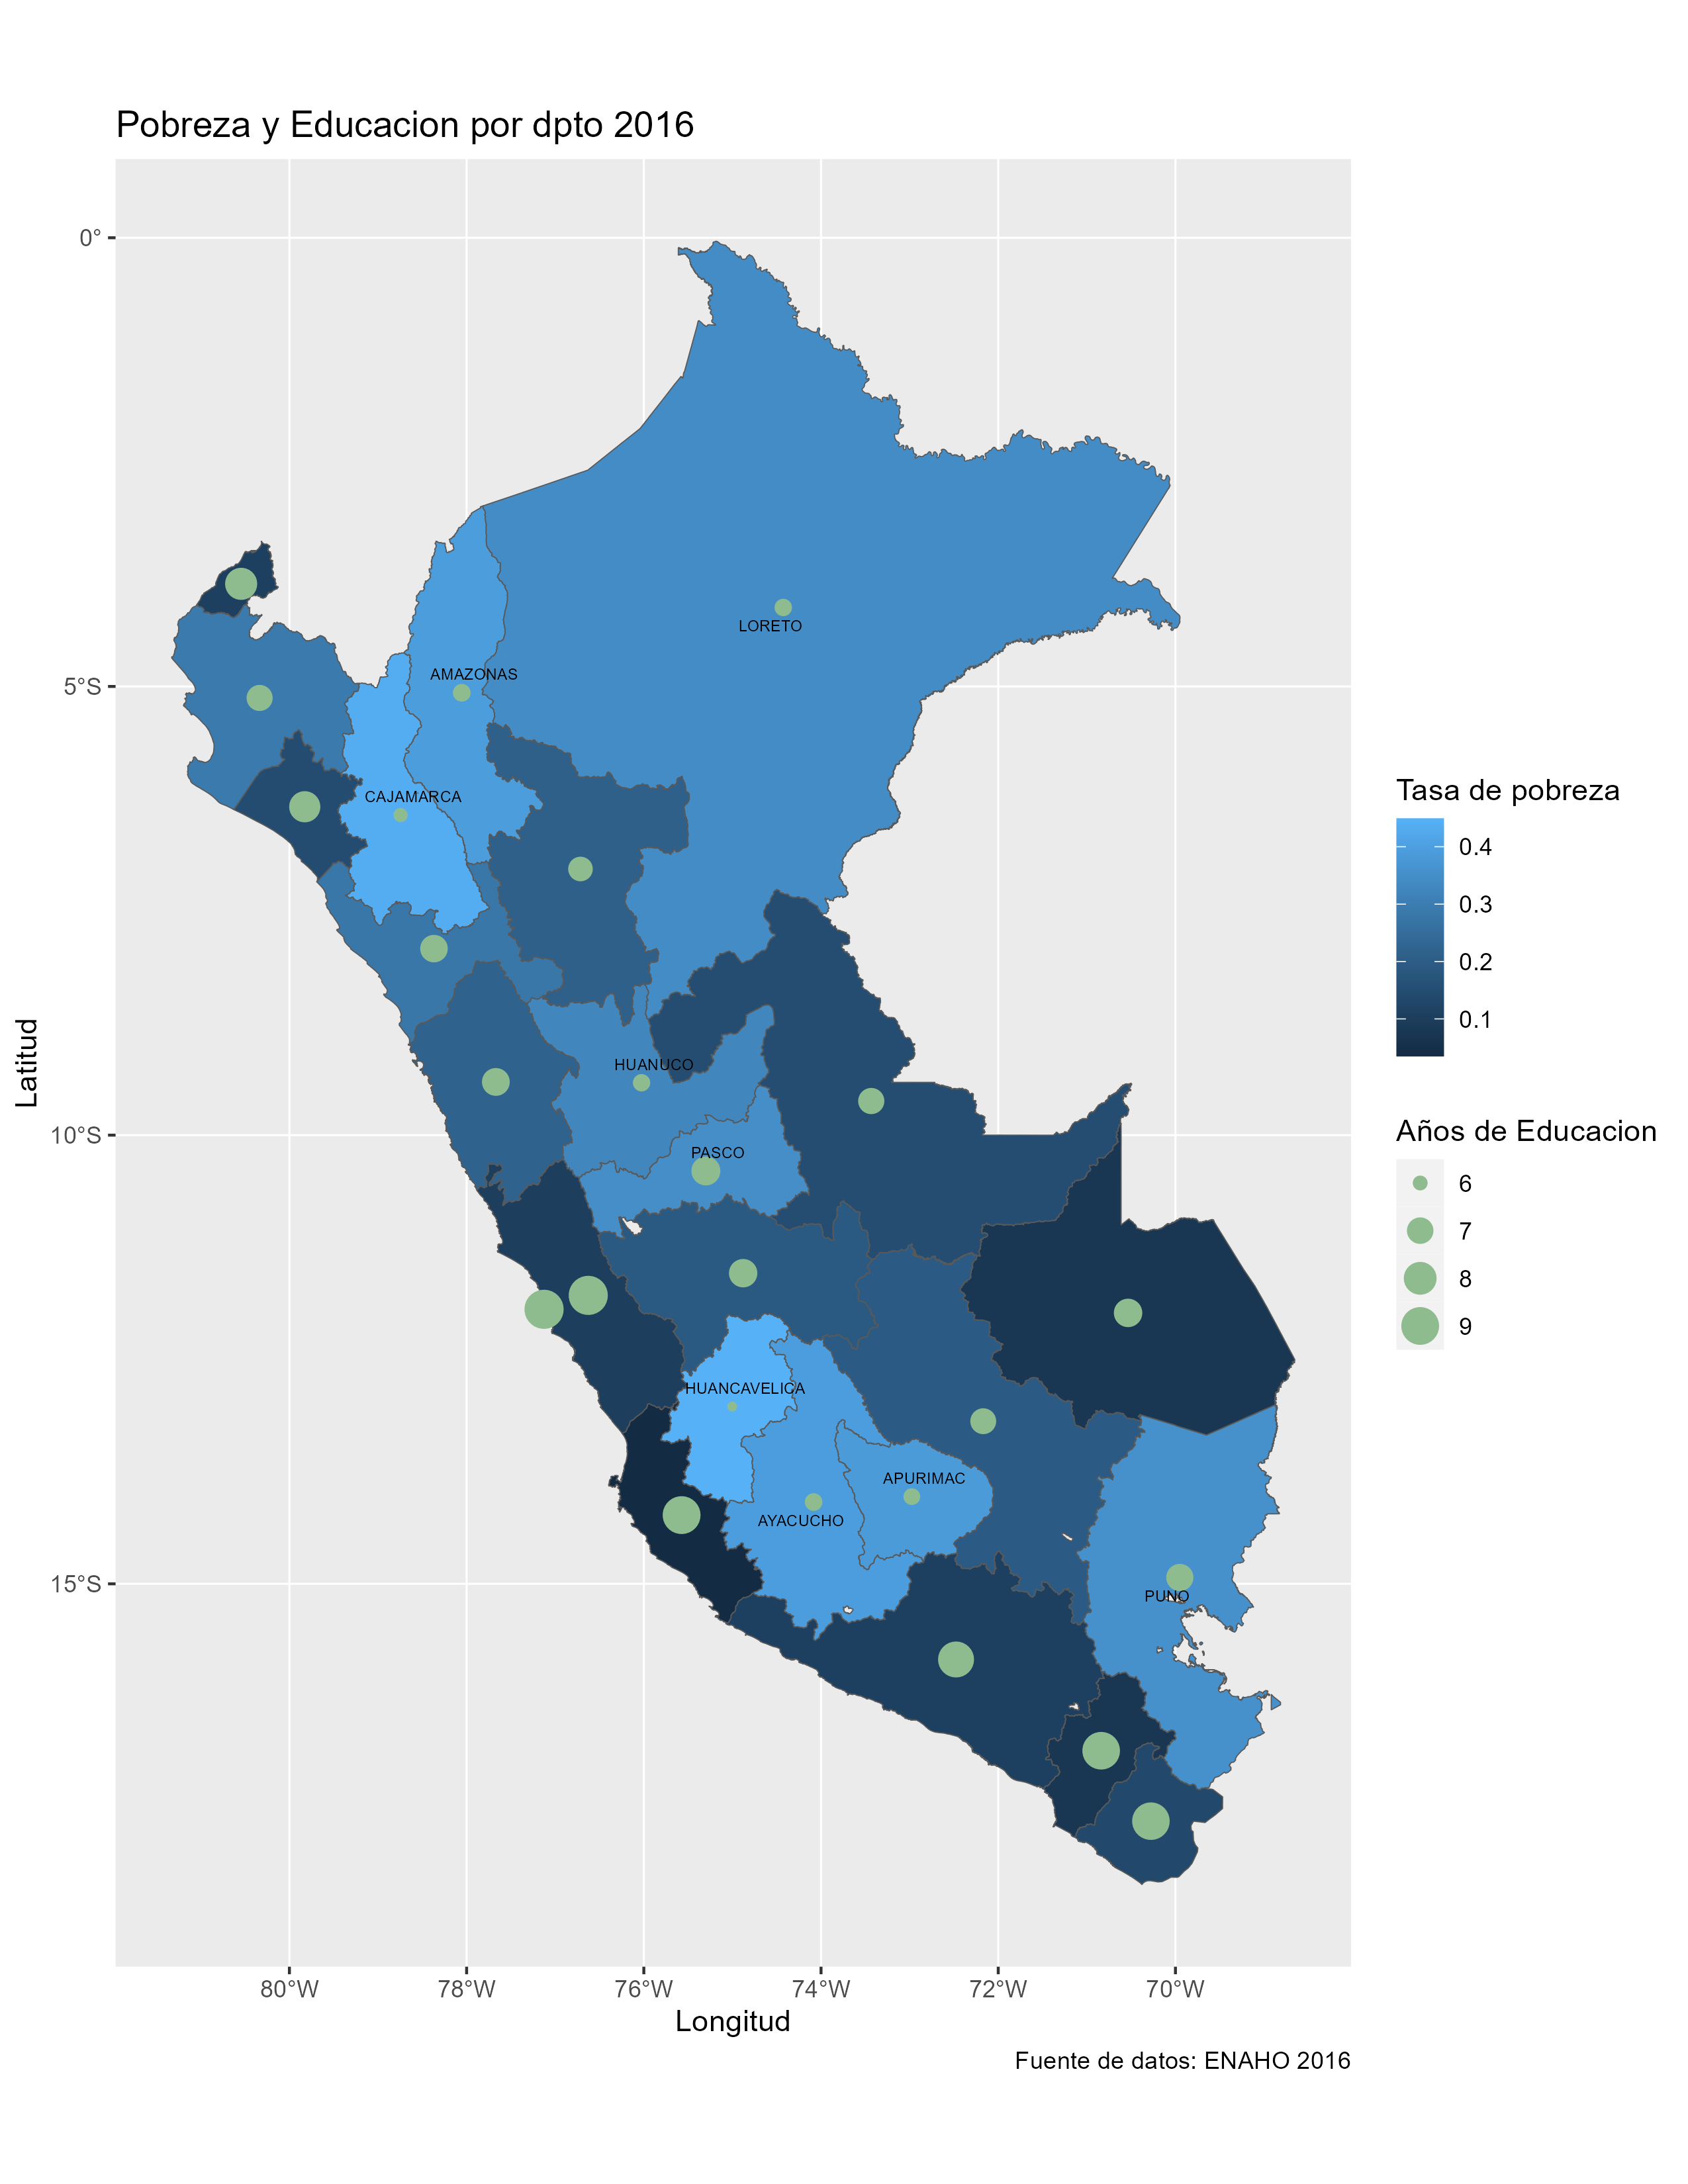 Pobreza y Educacion por dpto 2016
0°
5°S
10°S
15°S
Latitud
LORETO
AMAZONAS
CAJAMARCA
HUANUCO
PASCO
HUANCAVELICA
APURIMAC
AYACUCHO
PUNO
80°W 78°W 76°W 74°W 72°W 70°W
Longitud
Fuente de datos: ENAHO 2016
Tasa de pobreza
0.4
0.3
0.2
0.1
Años de Educacion
6
7
8
9